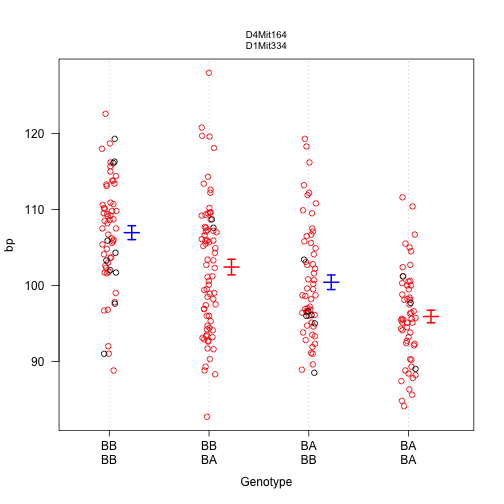 D4Mit164
D1Mit334
bp
120
110
100
90
BB BB BA BA
BB BA BB BA
Genotype